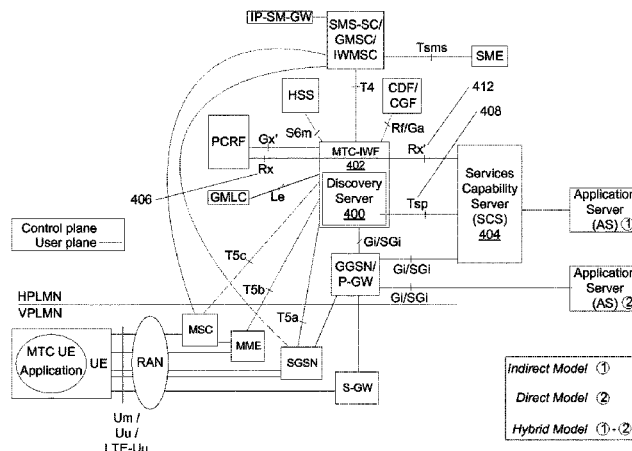 IP-SM-GW
SMS-SC/
GMSC/
IWMSC
Tsms
SME
HSS
T4
CDF/
CGF
412
408
S6m
Rf/Ga
PCRF
Gx'
MTC-IWF
402
Rx'
Rx
406
GMLC
Le
Discovery
Server
400
Tsp
Services
Capability
Server
(SCS)
404
Application
Server
(AS) 1
Control plane
User plane
T5c
Gi/SGi
GGSN/
P-GW
Gi/SGi
Gi/SGi
Application
Server
(AS) 2
T5b
T5a
HPLMN
VPLMN
MSC
MME
SGSN
S-GW
MTC UE
Application
UE
RAN
Um /
Uu /
LTE-Uu
Indirect Model 1
Direct Model 2
Hybrid Model 1 - 2